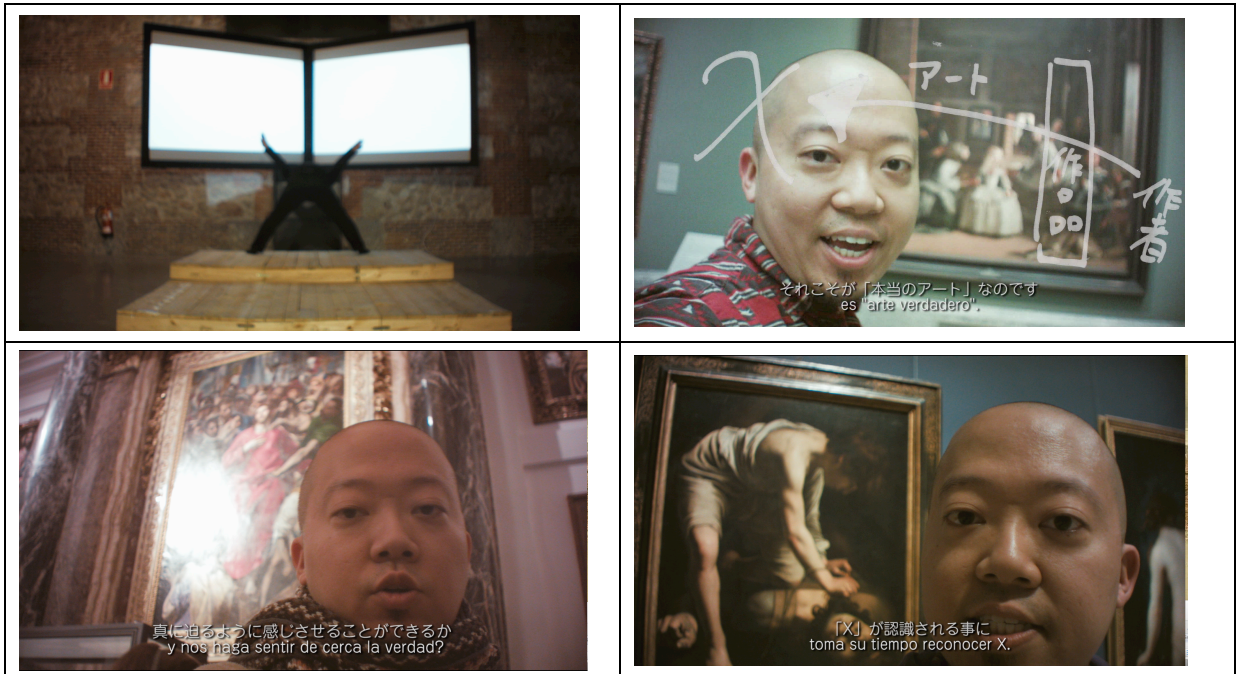 X
アート
作品
作者
それこそが「本当のアート」なのです
es "arte verdadero".
真に迫るように感じさせることができるか
y nos haga sentir de cerca la verdad?
「X」が認識される事に
toma su tiempo reconocer X.